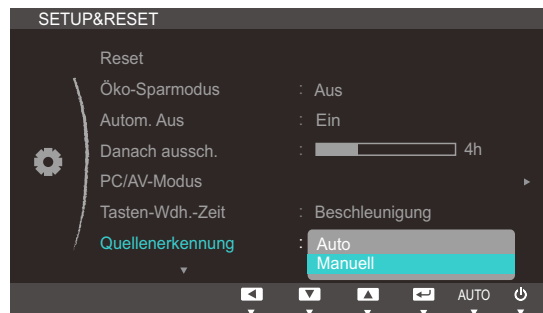 SETUP&RESET
Reset
Öko-Sparmodus : Aus
Autom. Aus : Ein
Danach aussch. : 4h
PC/AV-Modus
Tasten-Wdh.-Zeit : Beschleunigung
Quellenerkennung : Auto
Manuell
AUTO